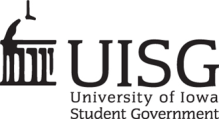 UISG
University of Iowa
Student Government